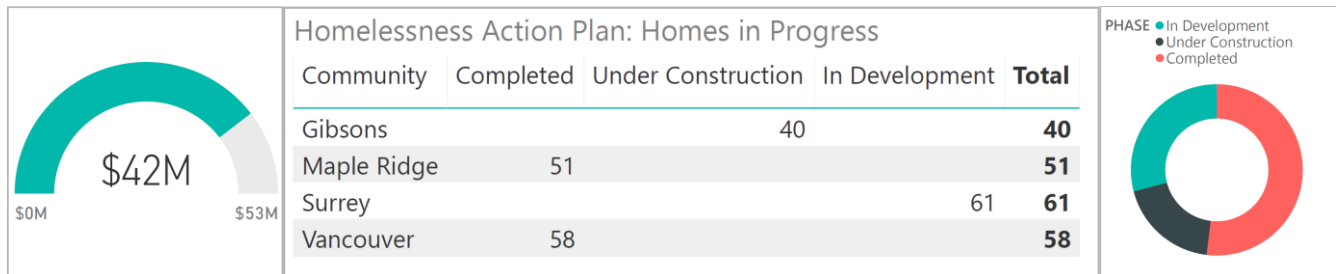 $42M
$0M $53M
Homelessness Action Plan: Homes in Progress
Community Completed Under Construction In Development Total
Gibsons 40 40
Maple Ridge 51 51
Surrey 61 61
Vancouver 58 58
PHASE In Development
Under Construction
Completed